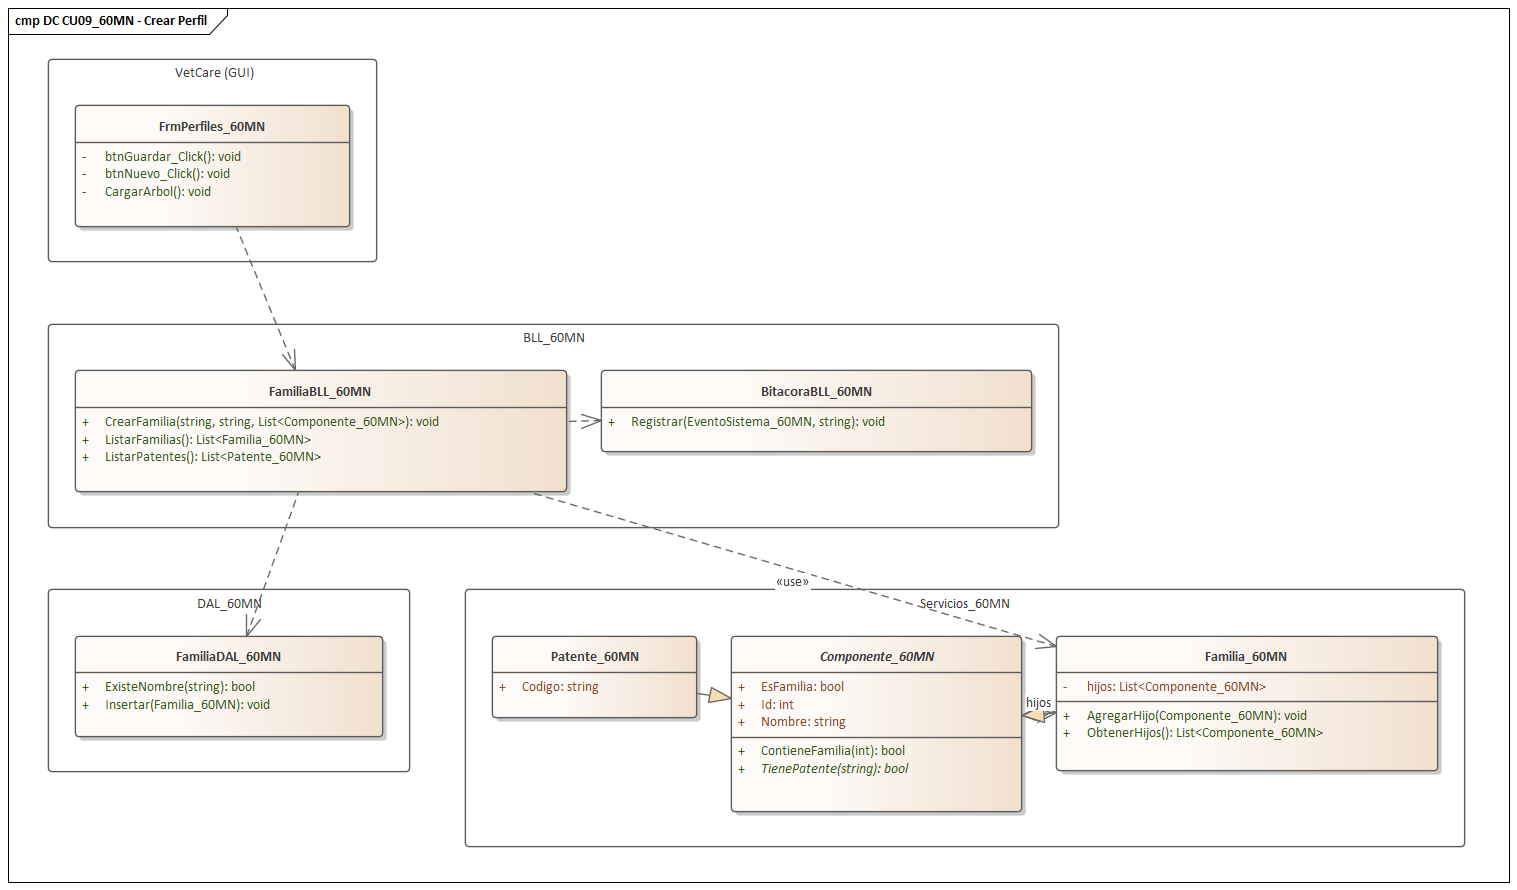 cmp DC CU09_60MN - Crear Perfil
VetCare (GUI)
FrmPerfiles_60MN
- btnGuardar_Click(): void
- btnNuevo_Click(): void
- CargarArbol(): void
BLL_60MN
FamiliaBLL_60MN
+ CrearFamilia(string, string, List<Componente_60MN>): void
+ ListarFamilias(): List<Familia_60MN>
+ ListarPatentes(): List<Patente_60MN>
BitacoraBLL_60MN
+ Registrar(EventoSistema_60MN, string): void
«use»
DAL_60MN
FamiliaDAL_60MN
+ ExisteNombre(string): bool
+ Insertar(Familia_60MN): void
Servicios_60MN
Patente_60MN
+ Codigo: string
Componente_60MN
+ EsFamilia: bool
+ Id: int
+ Nombre: string
+ ContieneFamilia(int): bool
+ TienePatente(string): bool
hijos
Familia_60MN
- hijos: List<Componente_60MN>
+ AgregarHijo(Componente_60MN): void
+ ObtenerHijos(): List<Componente_60MN>